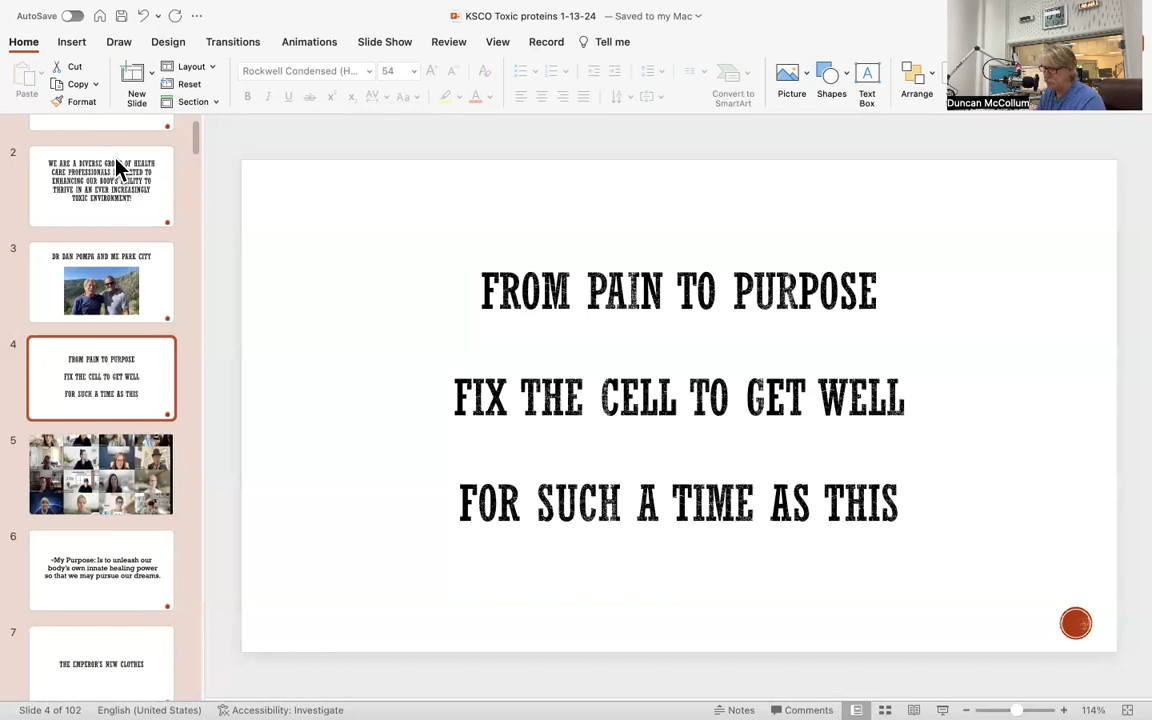 AutoSave
KSCO Toxic proteins 1-13-24 — Saved to my Mac
Home Insert Draw Design Transitions Animations Slide Show Review View Record Tell me
Paste
Cut
Copy
Format
New Slide
Layout
Reset
Section
Rockwell Condensed (H... 54
Convert to SmartArt
Picture
Shapes
Text Box
Arrange
Duncan McCollum
2
WE ARE A DIVERSE OF HEALTH
CARE PROFESSIONALS TO
ENHANCING OUR BODY'S ABILITY TO
THRIVE IN AN EVER INCREASINGLY
TOXIC ENVIRONMENT!
3
DR DAN POMPA AND ME PARK CITY
4
FROM PAIN TO PURPOSE
FIX THE CELL TO GET WELL
FOR SUCH A TIME AS THIS
5
6
•My Purpose: Is to unleash our
body's own innate healing power
so that we may pursue our dreams.
7
THE EMPEROR'S NEW CLOTHES
FROM PAIN TO PURPOSE
FIX THE CELL TO GET WELL
FOR SUCH A TIME AS THIS
Slide 4 of 102 English (United States) Accessibility: Investigate Notes Comments 114%